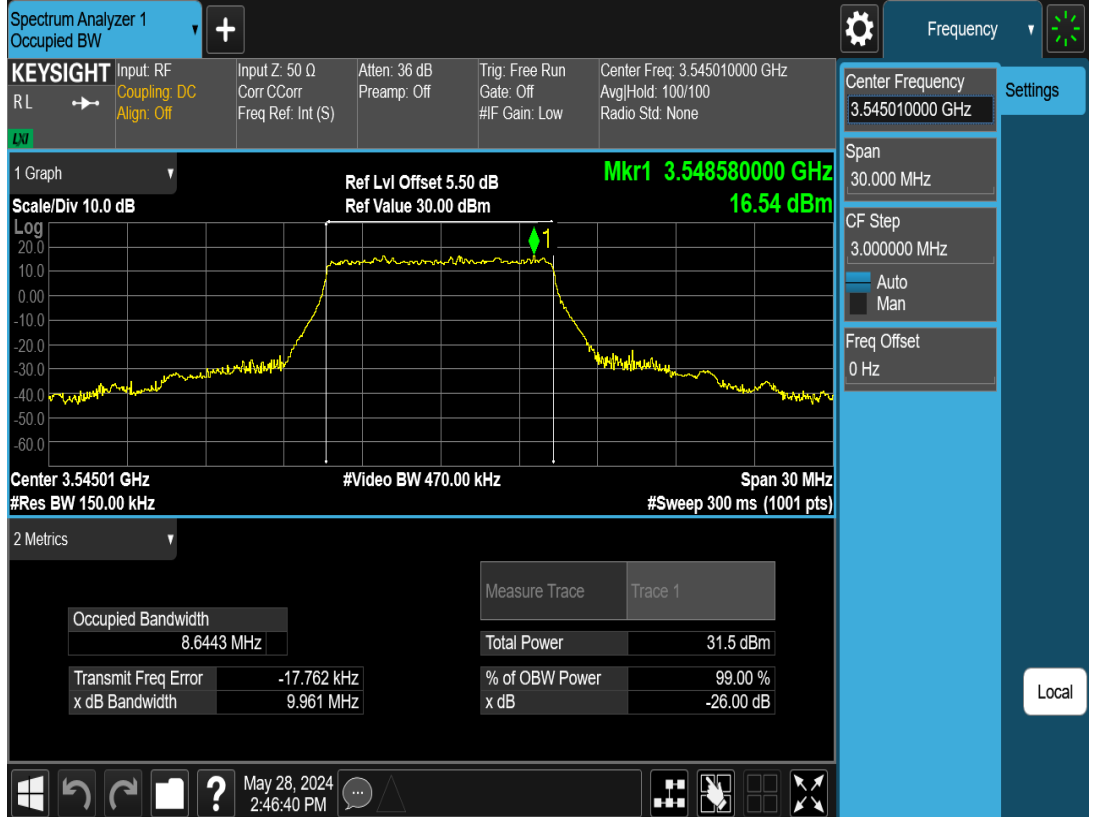 Spectrum Analyzer 1
Occupied BW
+
Frequency
KEYSIGHT
RL
LXI
Input: RF
Coupling: DC
Align: Off
Input Z: 50 Ω
Corr CCorr
Freq Ref: Int (S)
Atten: 36 dB
Preamp: Off
Trig: Free Run
Gate: Off
#IF Gain: Low
Center Freq: 3.545010000 GHz
Avg|Hold: 100/100
Radio Std: None
Center Frequency
3.545010000 GHz
Settings
Span
30.000 MHz
CF Step
3.000000 MHz
Auto
Man
Freq Offset
0 Hz
Local
1 Graph
Scale/Div 10.0 dB
Ref Lvl Offset 5.50 dB
Ref Value 30.00 dBm
Mkr1 3.548580000 GHz
16.54 dBm
Log
1
20.0
10.0
0.00
-10.0
-20.0
-30.0
-40.0
-50.0
-60.0
Center 3.54501 GHz
#Video BW 470.00 kHz
Span 30 MHz
#Res BW 150.00 kHz
#Sweep 300 ms (1001 pts)
2 Metrics
Measure Trace Trace 1
Occupied Bandwidth
8.6443 MHz
Total Power 31.5 dBm
Transmit Freq Error -17.762 kHz
% of OBW Power 99.00 %
x dB Bandwidth 9.961 MHz
x dB -26.00 dB
?
May 28, 2024
2:46:40 PM